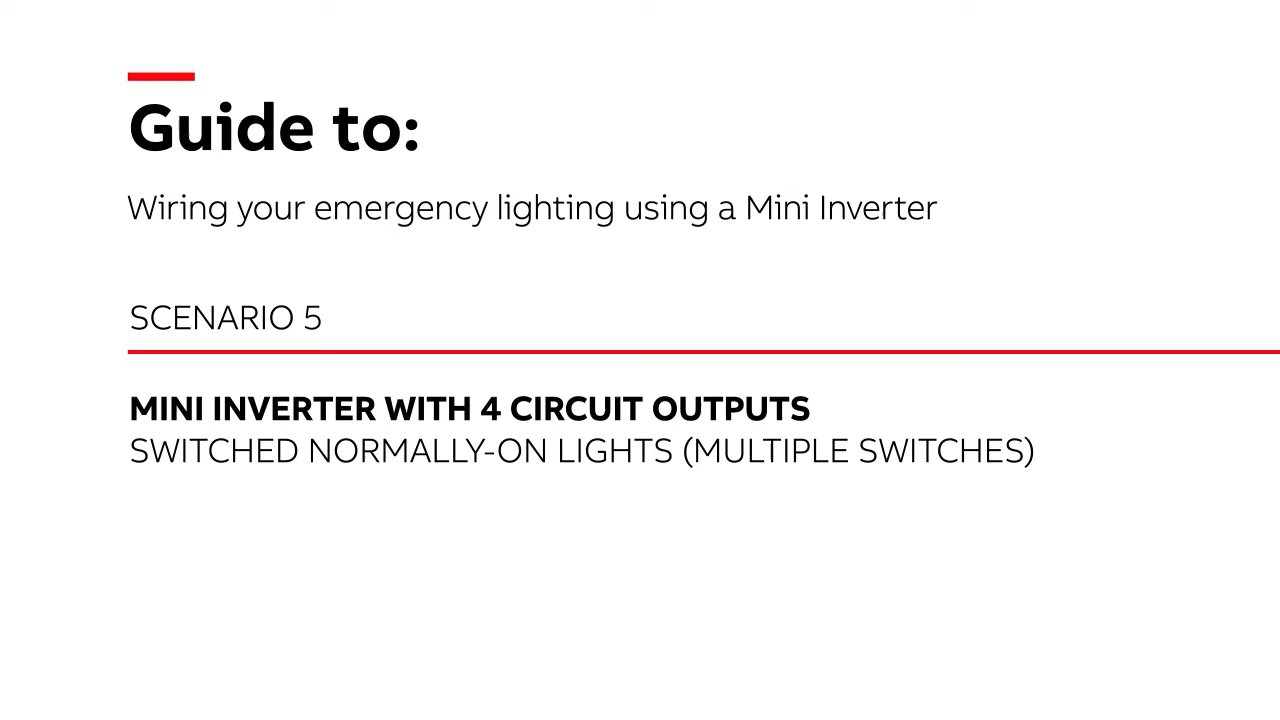 Guide to:
Wiring your emergency lighting using a Mini Inverter
SCENARIO 5
MINI INVERTER WITH 4 CIRCUIT OUTPUTS
SWITCHED NORMALLY-ON LIGHTS (MULTIPLE SWITCHES)